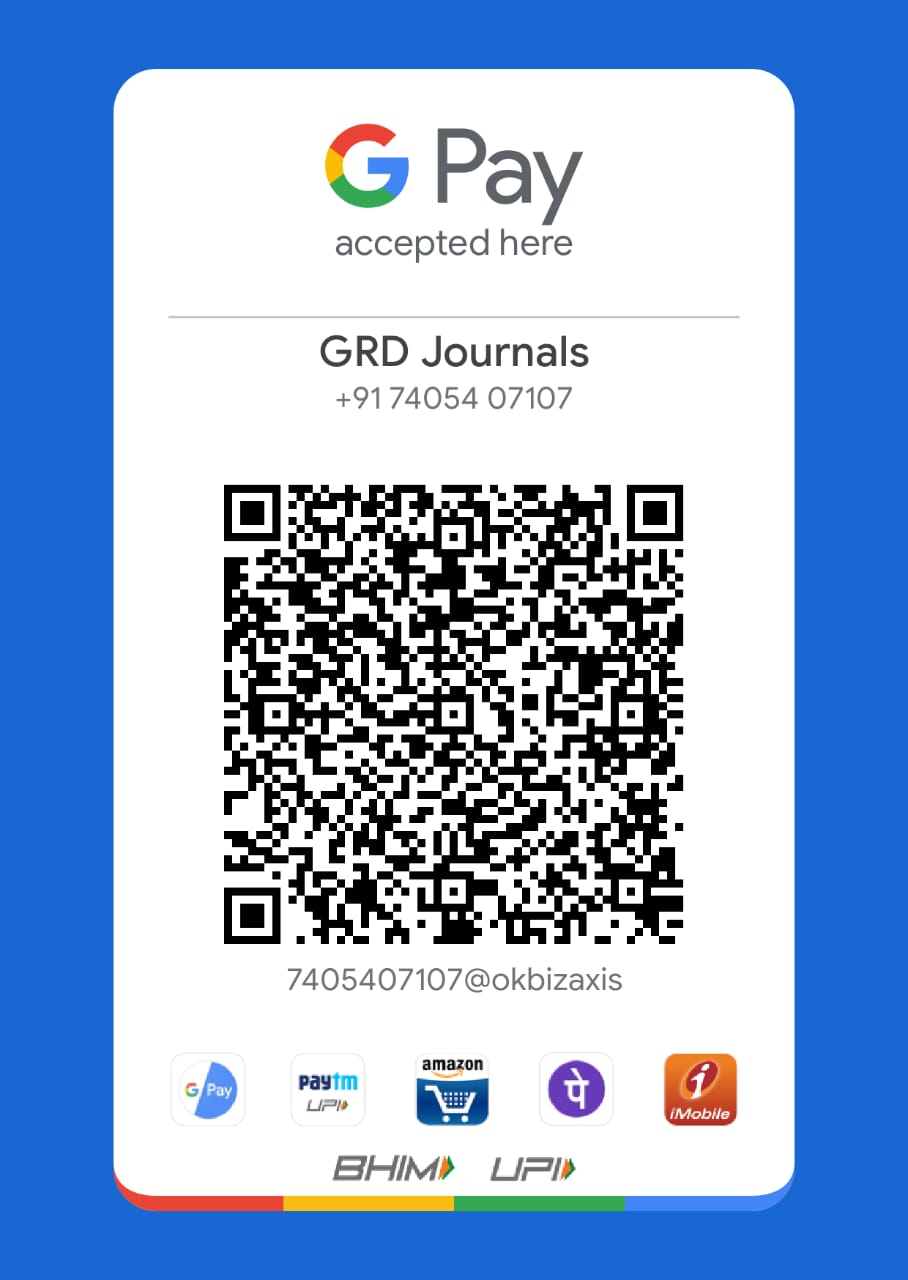 G Pay
accepted here
GRD Journals
+91 74054 07107
7405407107@okbizaxis
G Pay
paytm
UPI
amazon
पे
i
iMobile
BHIM UPI